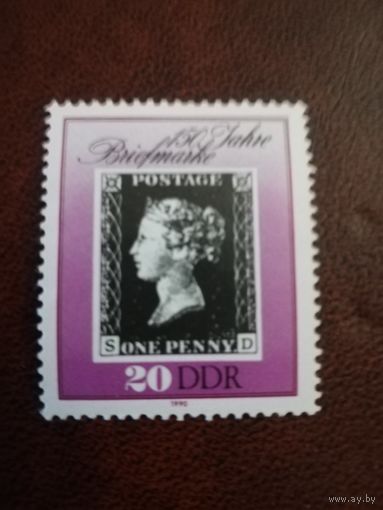 150 Jahre
Briefmarke
POSTAGE
S ONE PENNY D
20 DDR
1990
www.ay.by